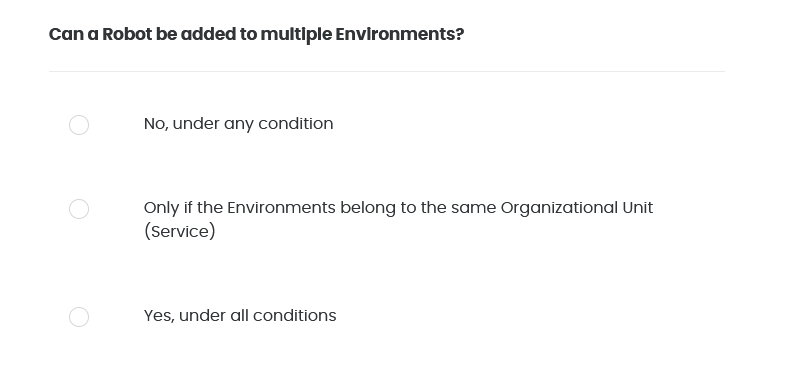 Can a Robot be added to multiple Environments?
No, under any condition
Only if the Environments belong to the same Organizational Unit
(Service)
Yes, under all conditions